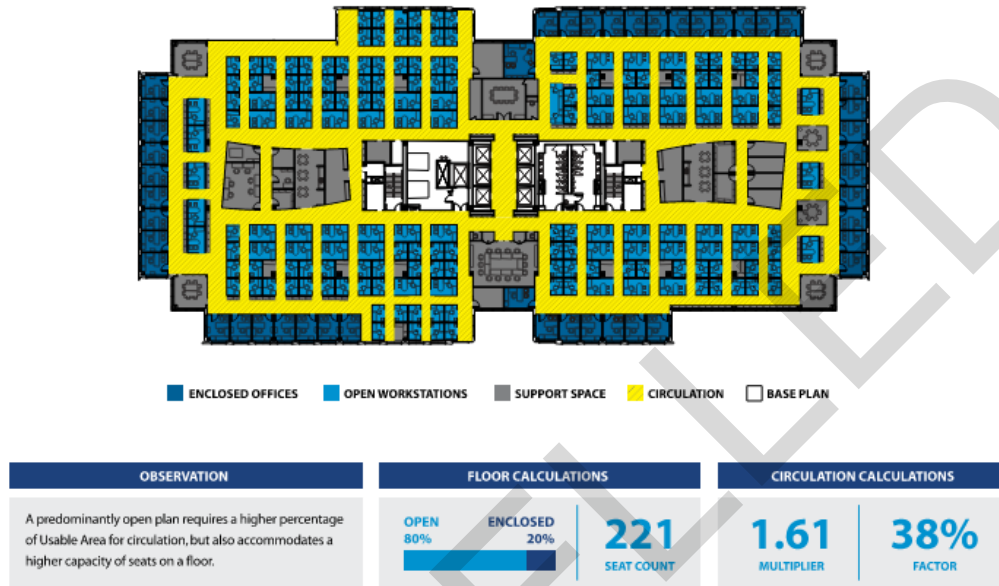 ENCLOSED OFFICES OPEN WORKSTATIONS SUPPORT SPACE CIRCULATION BASE PLAN
OBSERVATION
A predominantly open plan requires a higher percentage
of Usable Area for circulation, but also accommodates a
higher capacity of seats on a floor.
FLOOR CALCULATIONS
OPEN ENCLOSED
80% 20%
221
SEAT COUNT
CIRCULATION CALCULATIONS
1.61
MULTIPLIER
38%
FACTOR
ELLED